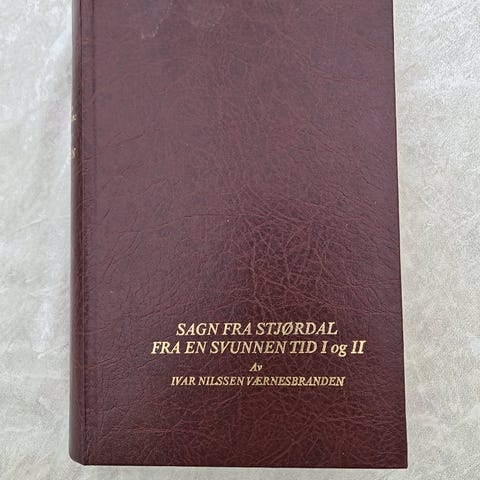 SAGN FRA STJØRDAL
FRA EN SVUNNEN TID I og II
Av
IVAR NILSSEN VÆRNESBRANDEN